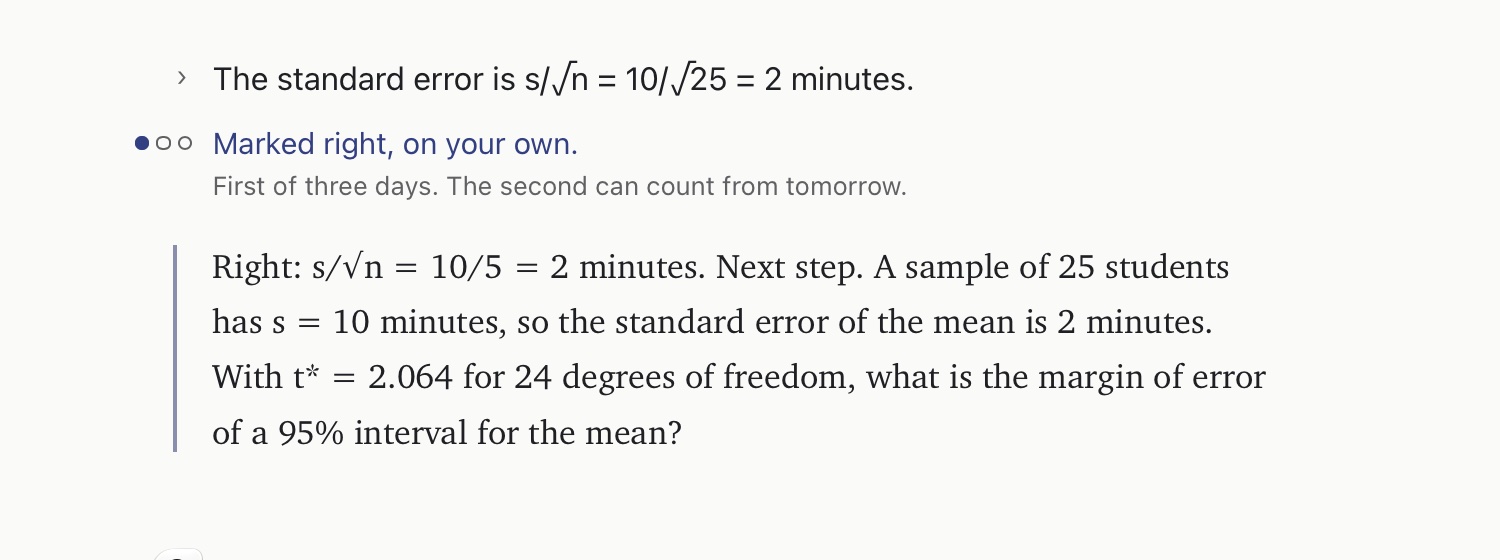 › The standard error is s/√n = 10/√25 = 2 minutes.
Marked right, on your own.
First of three days. The second can count from tomorrow.
Right: s/√n = 10/5 = 2 minutes. Next step. A sample of 25 students
has s = 10 minutes, so the standard error of the mean is 2 minutes.
With t* = 2.064 for 24 degrees of freedom, what is the margin of error
of a 95% interval for the mean?